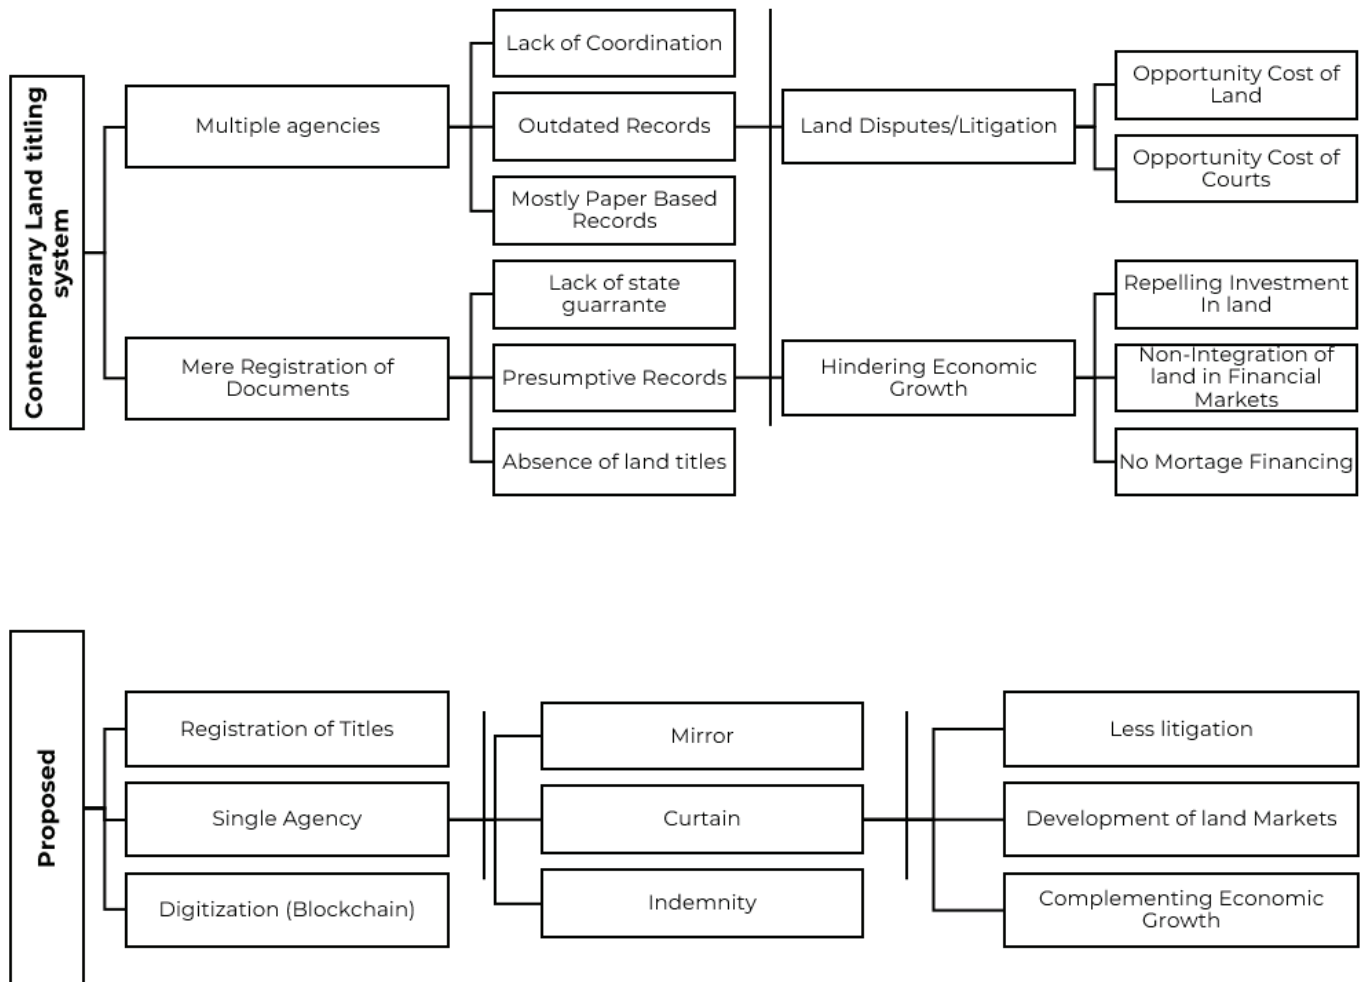 Contemporary Land titling
system
Multiple agencies
Mere Registration of
Documents
Lack of Coordination
Outdated Records
Mostly Paper Based
Records
Lack of state
guarrante
Presumptive Records
Absence of land titles
Land Disputes/Litigation
Hindering Economic
Growth
Opportunity Cost of
Land
Opportunity Cost of
Courts
Repelling Investment
In land
Non-Integration of
land in Financial
Markets
No Mortage Financing
Proposed
Registration of Titles
Single Agency
Digitization (Blockchain)
Mirror
Curtain
Indemnity
Less litigation
Development of land Markets
Complementing Economic
Growth